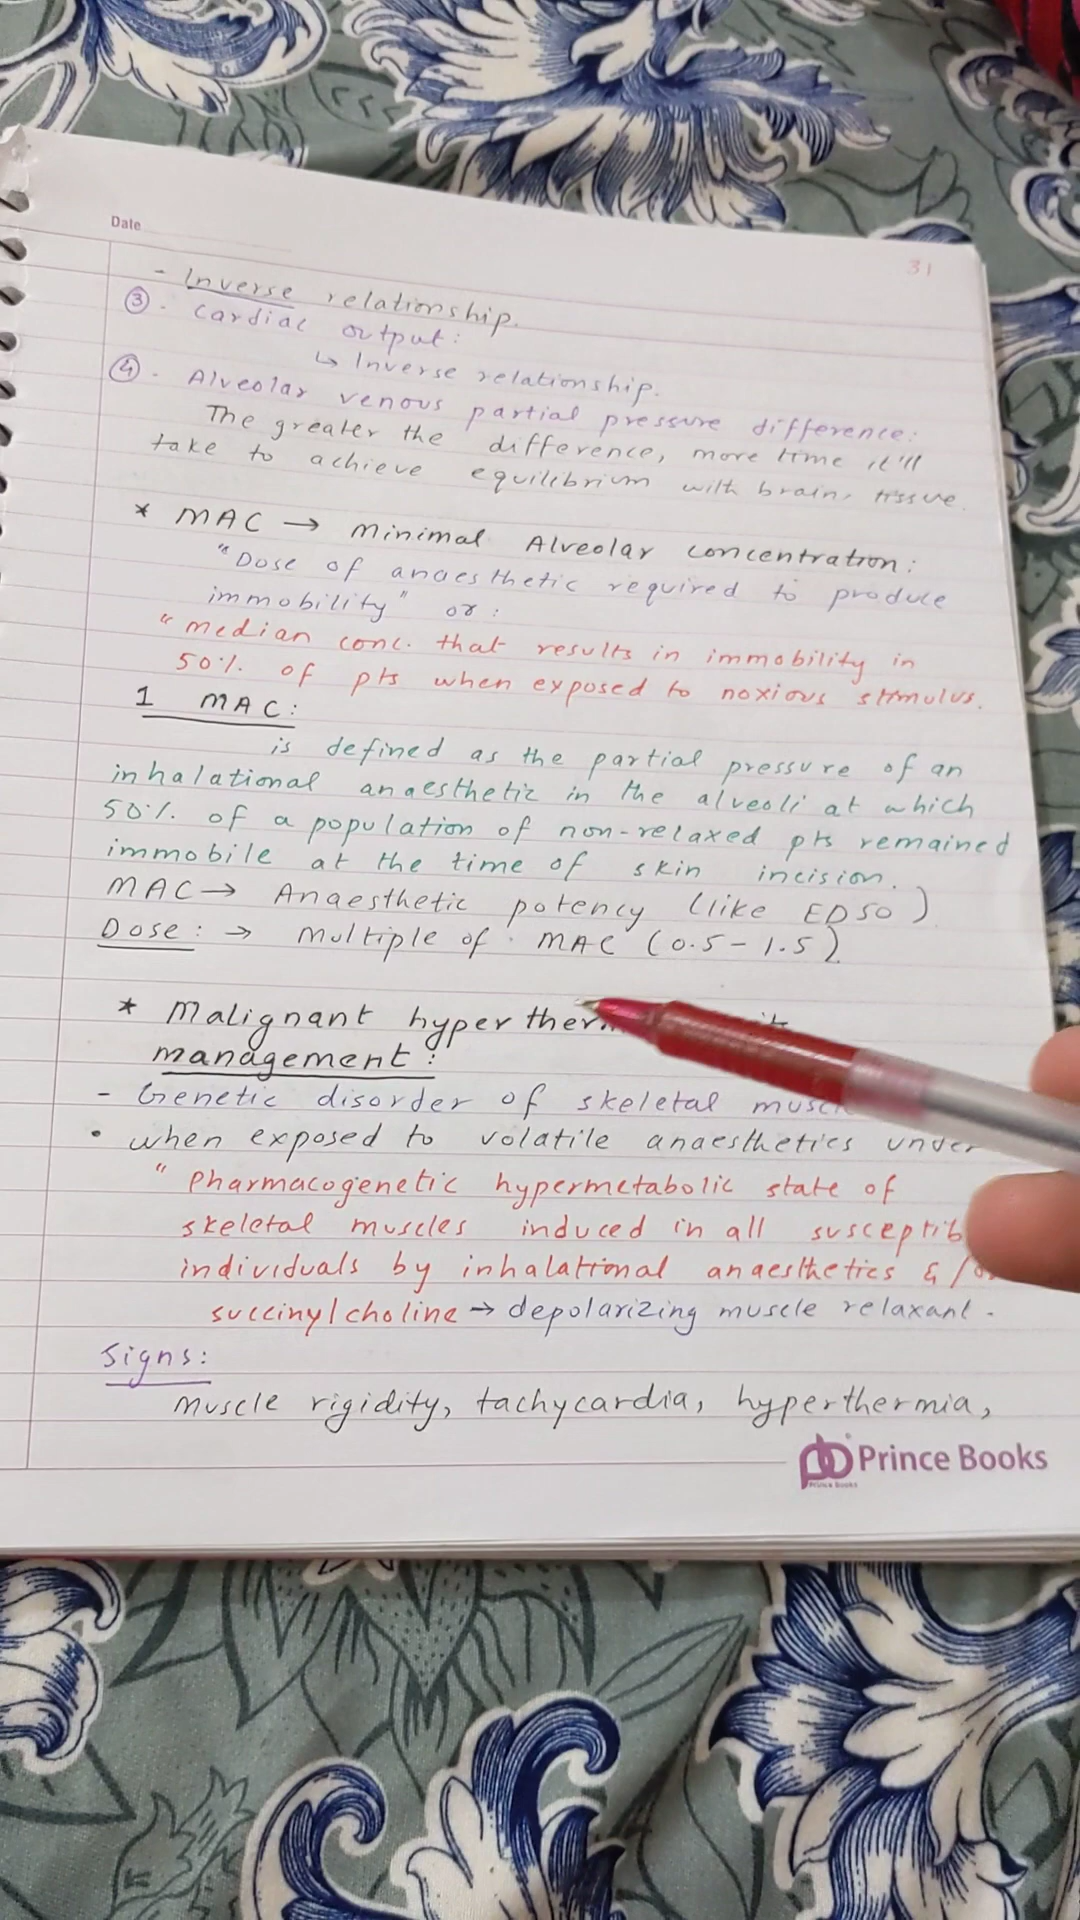 Date
31
- Inverse relationship.
③. Cardiac output:
↳ Inverse relationship.
④. Alveolar venous partial pressure difference:
The greater the difference, more time it'll
take to achieve equilibrium with brain, tissue.
* MAC → Minimal Alveolar concentration:
"Dose of anaesthetic required to produce
immobility" or:
"median conc. that results in immobility in
50% of pts when exposed to noxious stimulus.
1 MAC:
is defined as the partial pressure of an
inhalational anaesthetic in the alveoli at which
50% of a population of non-relaxed pts remained
immobile at the time of skin incision.
MAC → Anaesthetic potency (like ED50)
Dose: → Multiple of MAC (0.5-1.5)
* Malignant hyper
management:
- Genetic disorder of skeletal
• when exposed to volatile anaesthetics under
" Pharmacogenetic hypermetabolic state of
skeletal muscles induced in all
individuals by inhalational anaesthetics &
succinylcholine → depolarizing muscle relaxant -
Signs:
Muscle rigidity, tachycardia, hyperthermia,
Prince Books
Prince Books